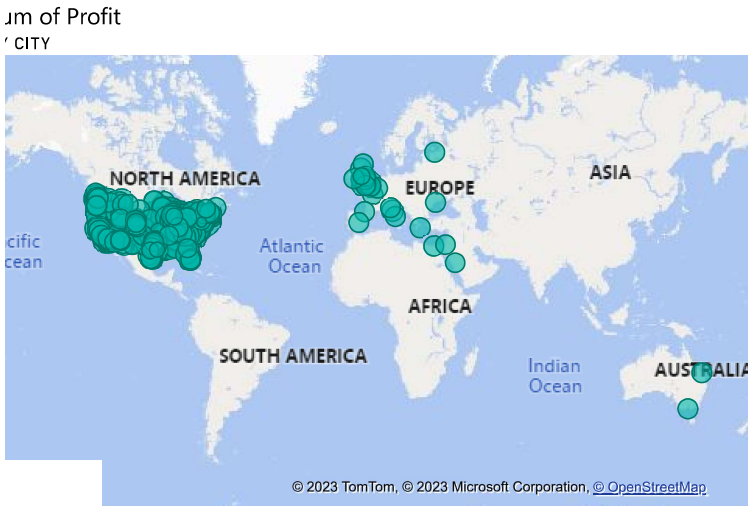 um of Profit
Y CITY
NORTH AMERICA
ASIA
EUROPE
cific
cean
Atlantic
Ocean
AFRICA
SOUTH AMERICA
Indian
Ocean
AUSTRALIA
© 2023 TomTom, © 2023 Microsoft Corporation, © OpenStreetMap